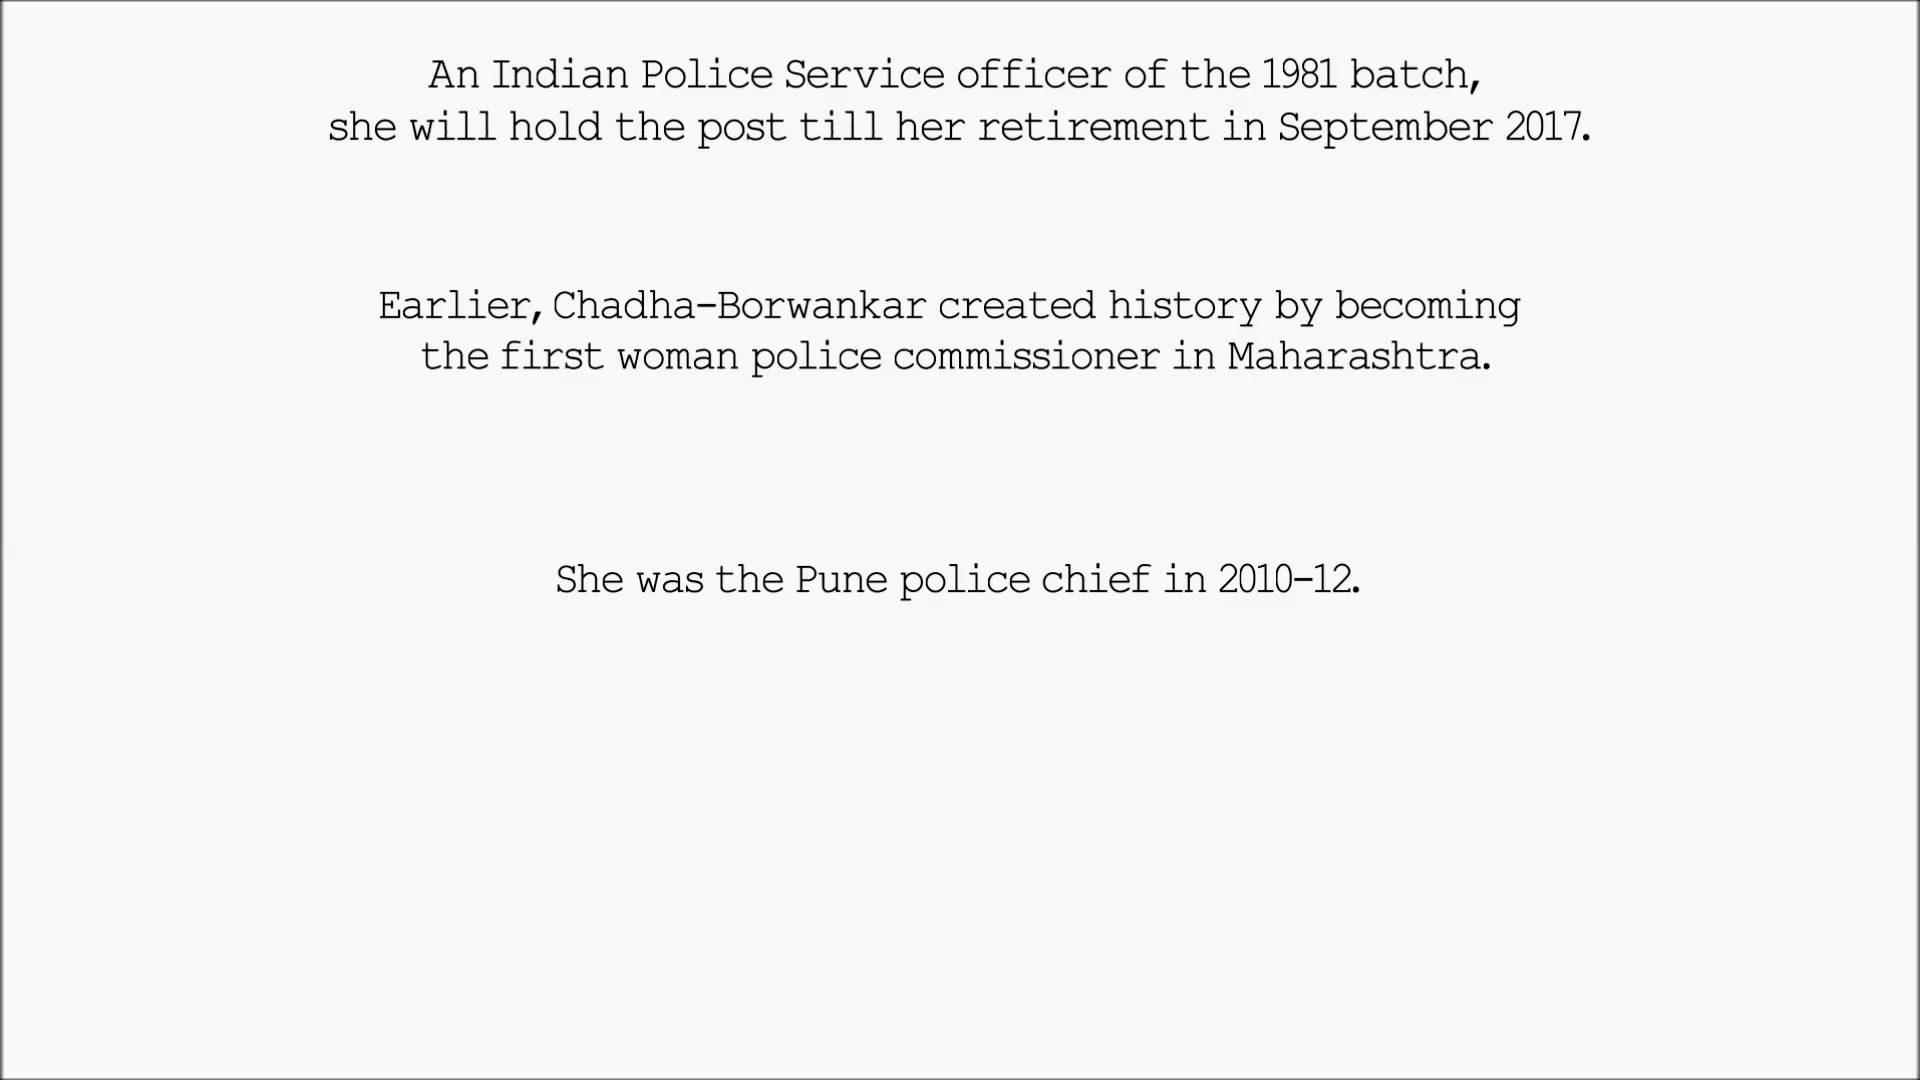 An Indian Police Service officer of the 1981 batch,
she will hold the post till her retirement in September 2017.
Earlier, Chadha-Borwankar created history by becoming
the first woman police commissioner in Maharashtra.
She was the Pune police chief in 2010-12.